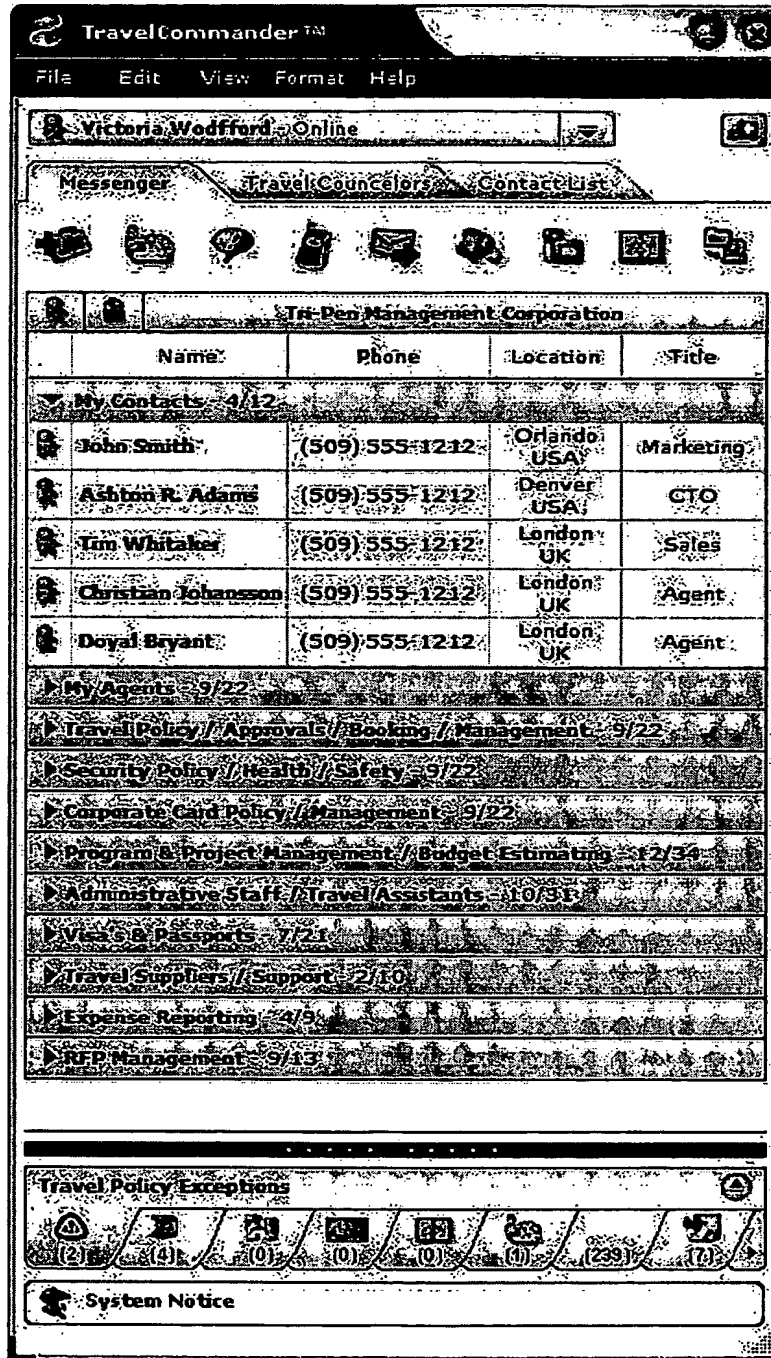 TravelCommander™
File Edit View Format Help
Victoria Wodfford - Online
Messenger Travel Councelors Contact List
Tri-Pen Management Corporation
Name Phone Location Title
My Contacts - 4/12
John Smith (509) 555-1212 Orlando USA Marketing
Ashton R. Adams (509) 555-1212 Denver USA CTO
Tim Whitaker (509) 555-1212 London UK Sales
Christian Johansson (509) 555-1212 London UK Agent
Doyal Bryant (509) 555-1212 London UK Agent
My Agents - 9/22
Travel Policy / Approvals / Booking / Management - 9/22
Security Policy / Health / Safety - 9/22
Corporate Card Policy / Management - 9/22
Program & Project Management / Budget Estimating - 12/34
Administrative Staff / Travel Assistants - 10/31
Visa's & Passports - 7/21
Travel Suppliers / Support - 2/10
Expense Reporting - 4/9
RFP Management - 9/13
Travel Policy Exceptions
(2) (4) (0) (0) (0) (1) (239) (7)
System Notice